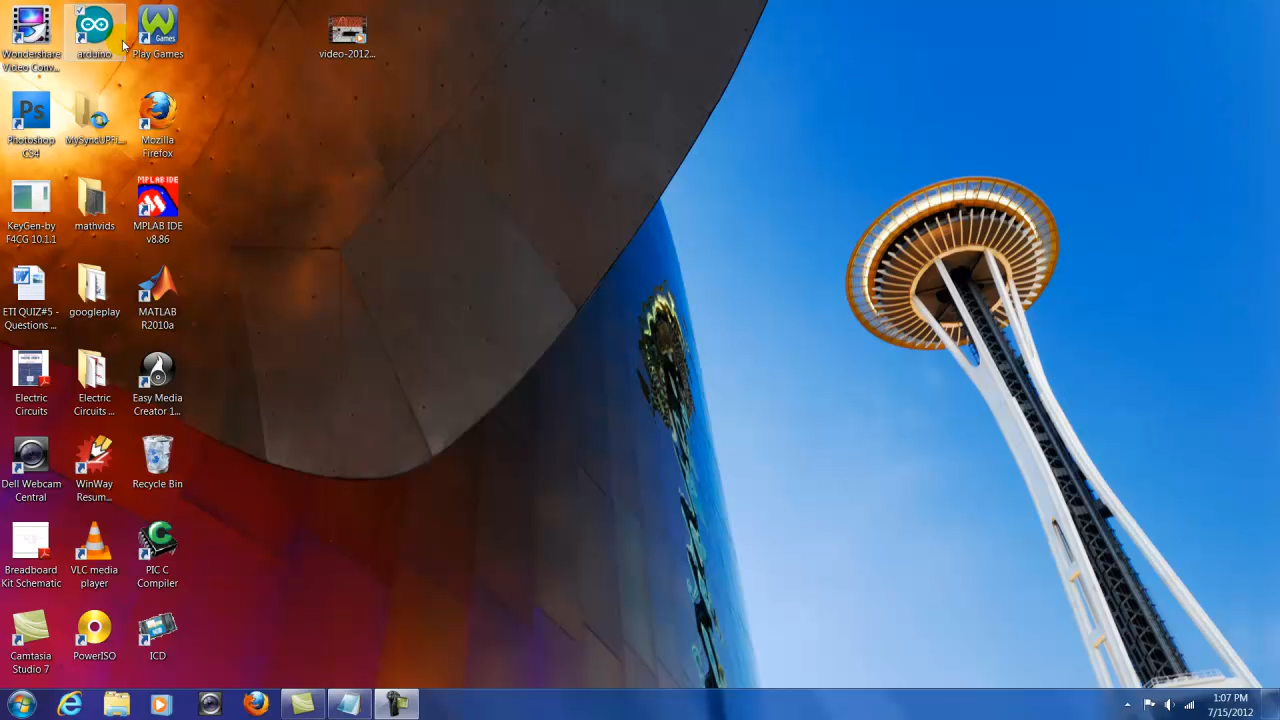 Wondershare
Video Conv...
arduino
Games
Play Games
video-2012...
Ps
Photoshop
CS4
MySyncUPFi...
Mozilla
Firefox
KeyGen-by
F4CG 10.1.1
mathvids
MPLAB IDE
MPLAB IDE
v8.86
ETI QUIZ#5 -
Questions ...
googleplay
MATLAB
R2010a
Electric
Circuits
Electric
Circuits ...
Easy Media
Creator 1...
Dell Webcam
Central
WinWay
Resum...
Recycle Bin
Breadboard
Kit Schematic
VLC media
player
C
PIC C
Compiler
Camtasia
Studio 7
PowerISO
ICD
1:07 PM
7/15/2012